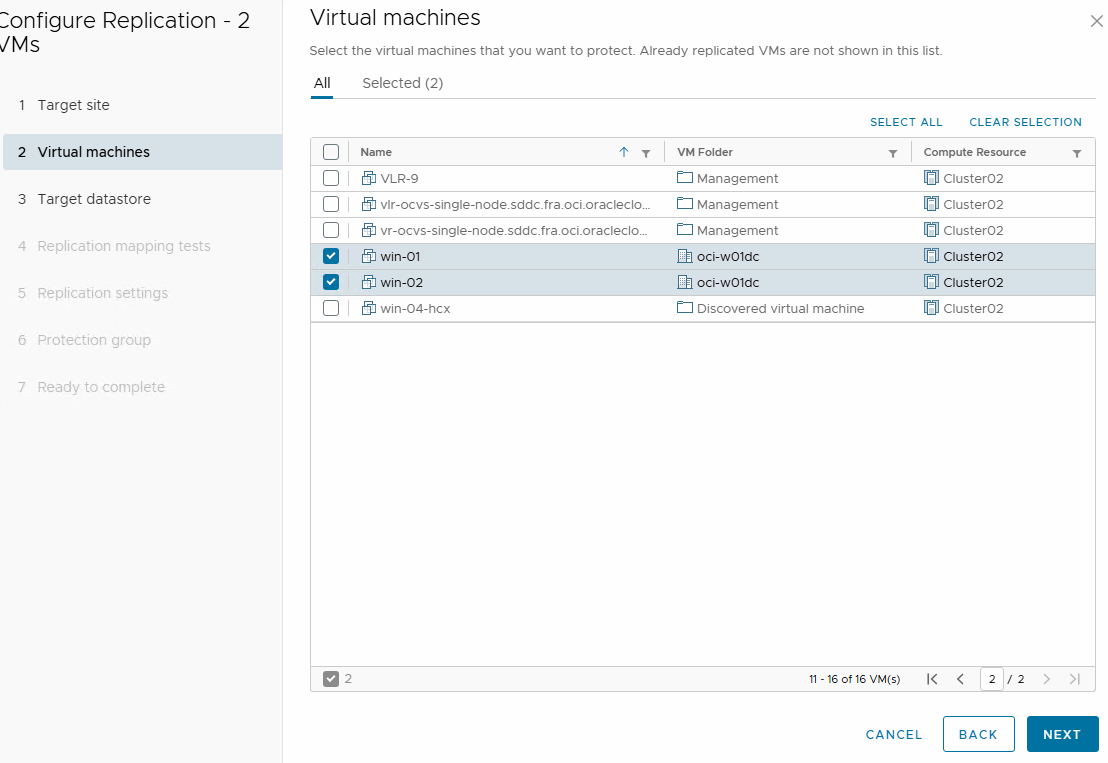 Configure Replication - 2
VMs
1 Target site
2 Virtual machines
3 Target datastore
4 Replication mapping tests
5 Replication settings
6 Protection group
7 Ready to complete
Virtual machines
Select the virtual machines that you want to protect. Already replicated VMs are not shown in this list.
All Selected (2)
SELECT ALL CLEAR SELECTION
Name VM Folder Compute Resource
VLR-9 Management Cluster02
vlr-ocvs-single-node.sddc.fra.oci.oracleclo... Management Cluster02
vr-ocvs-single-node.sddc.fra.oci.oracleclo... Management Cluster02
win-01 oci-w01dc Cluster02
win-02 oci-w01dc Cluster02
win-04-hcx Discovered virtual machine Cluster02
2 11 - 16 of 16 VM(s) 2 / 2
CANCEL BACK NEXT